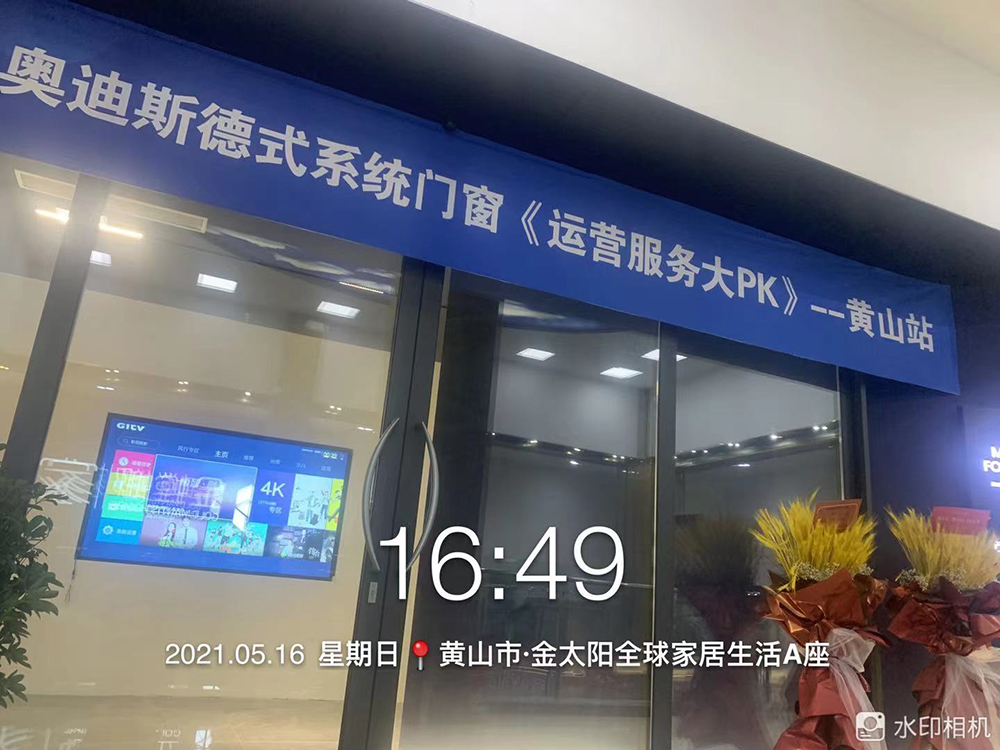 奥迪斯德式系统门窗《运营服务大PK》--黄山站
GITV
主页
4K
专区
16:49
2021.05.16 星期日 黄山市·金太阳全球家居生活A座
水印相机